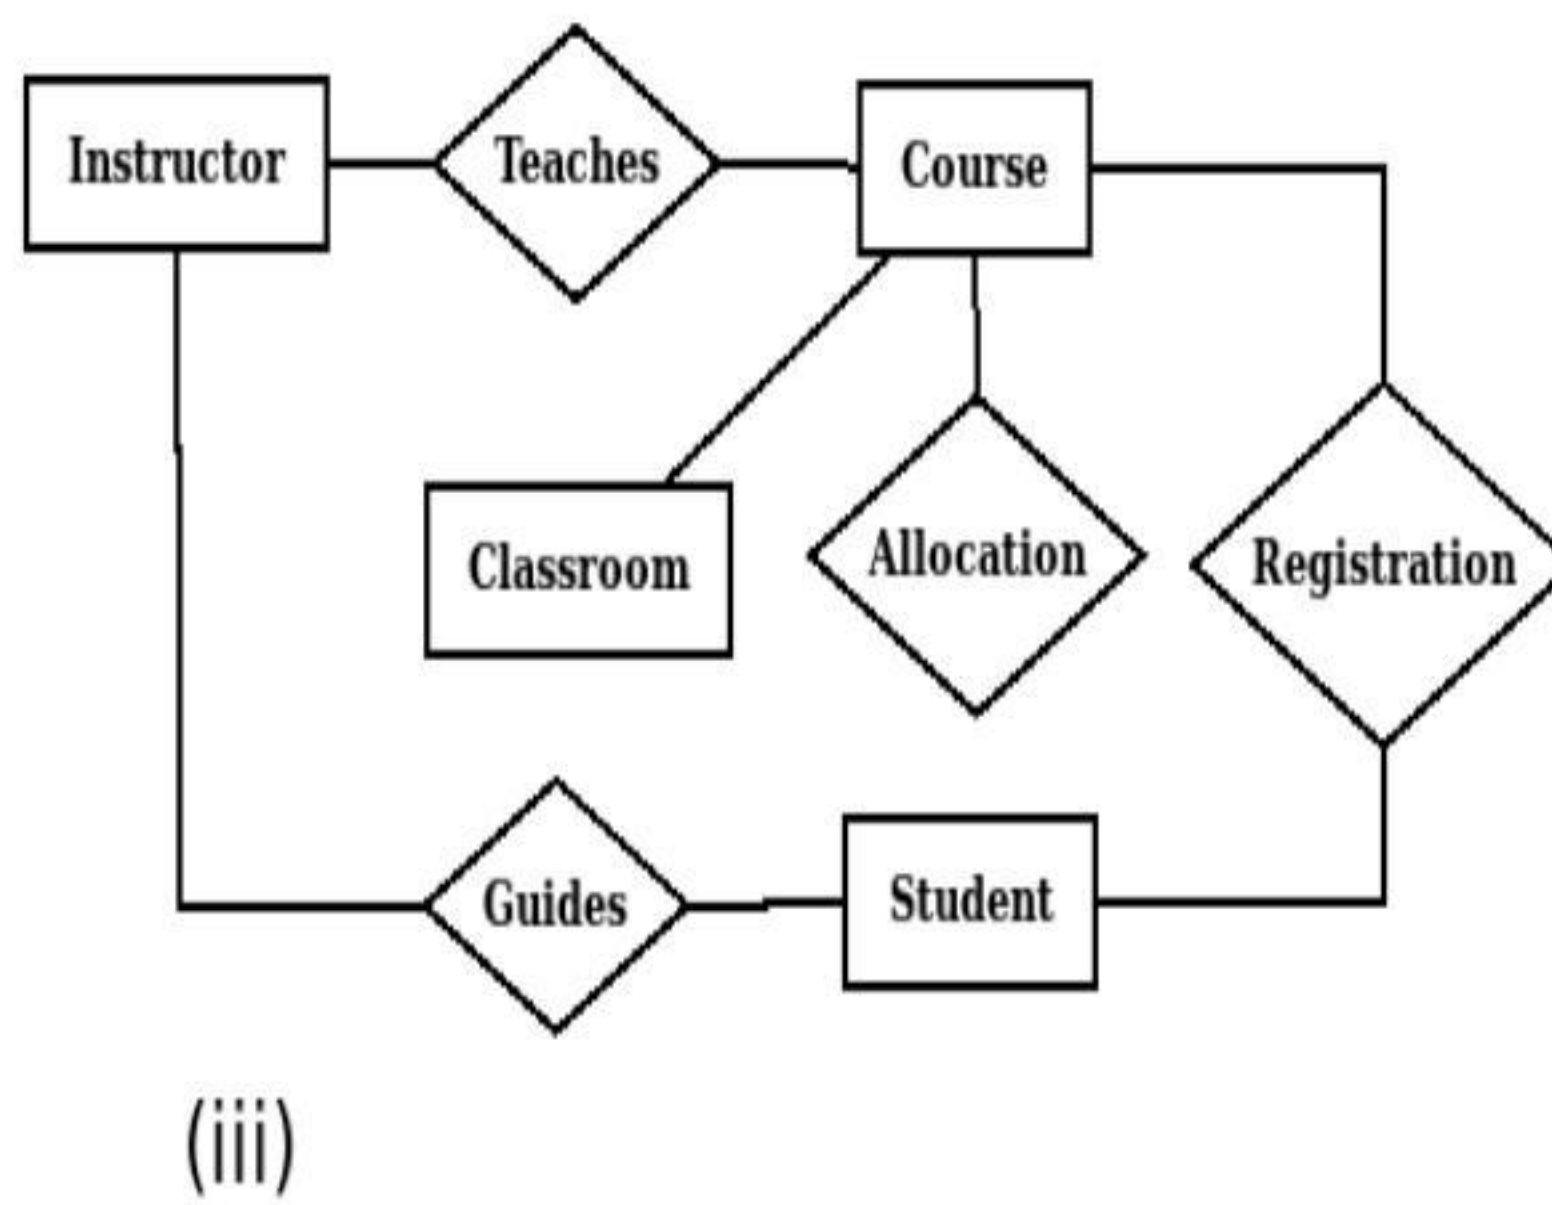 Instructor
Teaches
Course
Classroom
Allocation
Registration
Guides
Student
(iii)